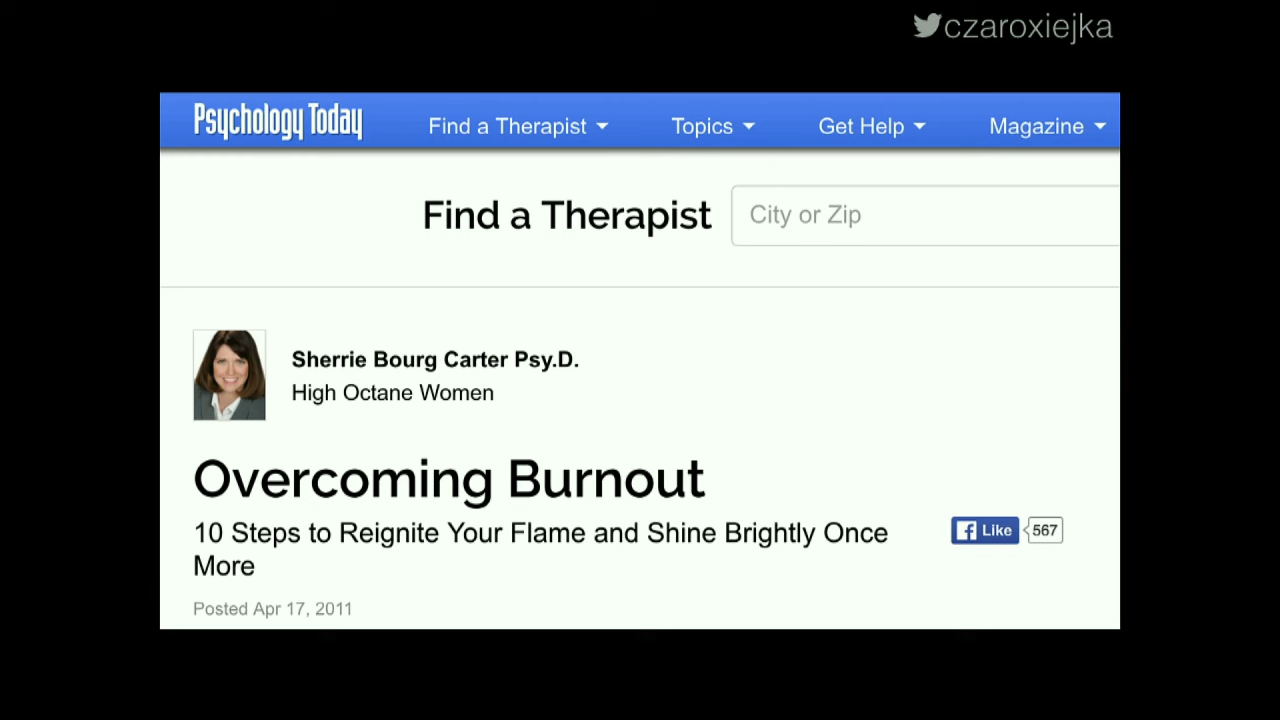 czaroxiejka
Psychology Today Find a Therapist Topics Get Help Magazine
Find a Therapist City or Zip
Sherrie Bourg Carter Psy.D.
High Octane Women
Overcoming Burnout
10 Steps to Reignite Your Flame and Shine Brightly Once
More
Like 567
Posted Apr 17, 2011